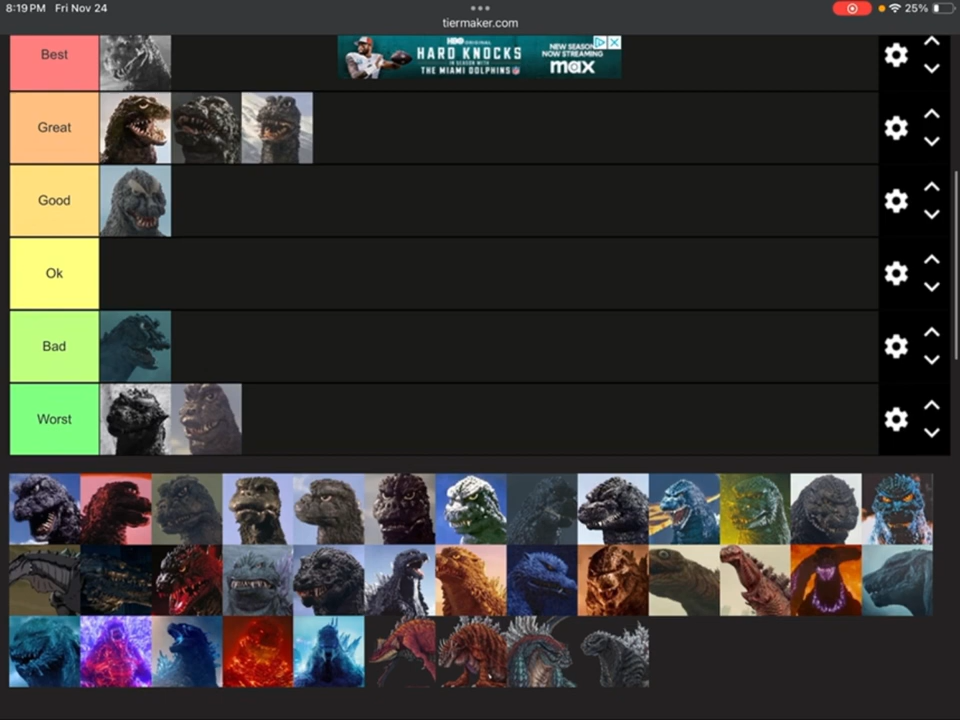 8:19 PM Fri Nov 24
25%
tiermaker.com
Best
HBO ORIGINAL
HARD KNOCKS
IN SEASON WITH
THE MIAMI DOLPHINS
NEW SEASON
NOW STREAMING
max
Great
Good
Ok
Bad
Worst